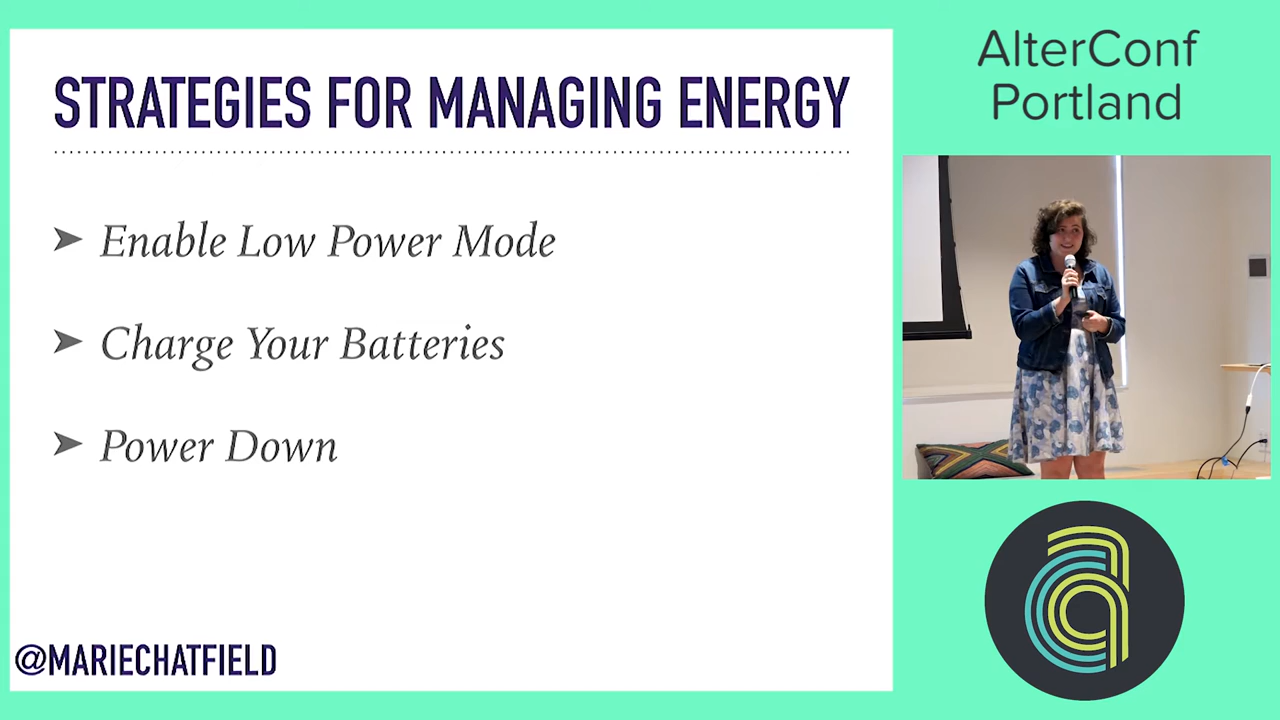 STRATEGIES FOR MANAGING ENERGY
➤ Enable Low Power Mode
➤ Charge Your Batteries
➤ Power Down
@MARIECHATFIELD
AlterConf
Portland